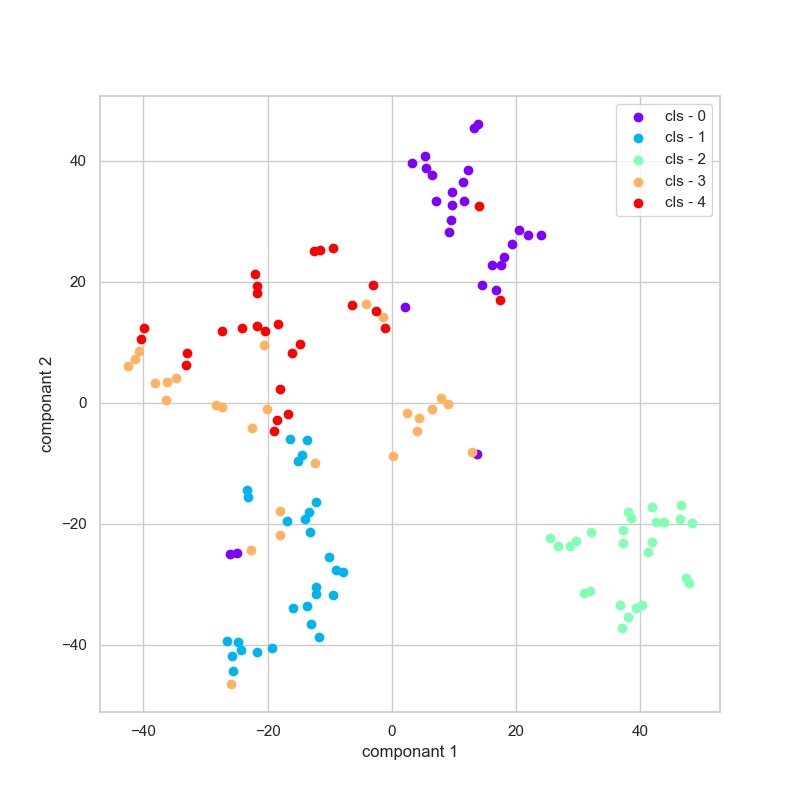 cls - 0
cls - 1
cls - 2
cls - 3
cls - 4
40
20
0
−20
−40
componant 2
−40
−20
0
20
40
componant 1